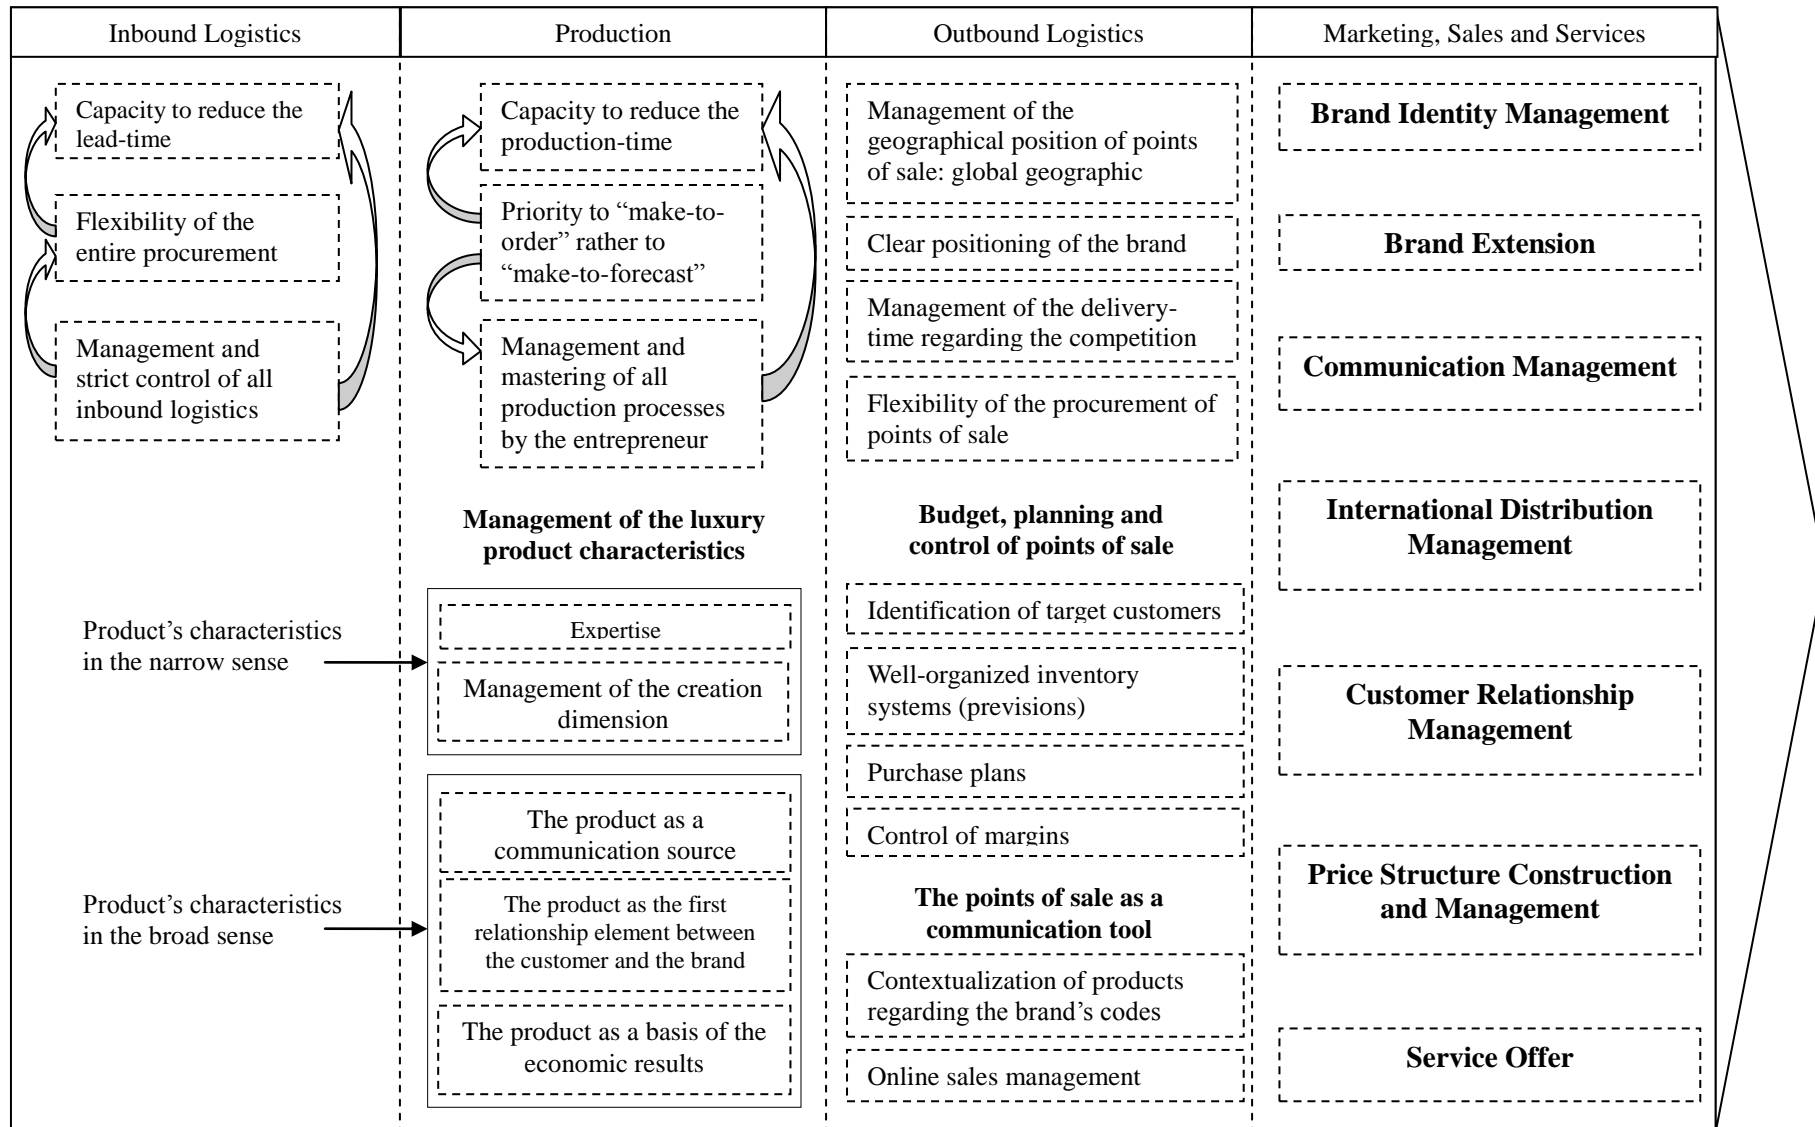 Inbound Logistics
Production
Outbound Logistics
Marketing, Sales and Services
Capacity to reduce the
lead-time
Flexibility of the
entire procurement
Management and
strict control of all
inbound logistics
Product’s characteristics
in the narrow sense
Product’s characteristics
in the broad sense
Capacity to reduce the
production-time
Priority to “make-to-
order” rather to
“make-to-forecast”
Management and
mastering of all
production processes
by the entrepreneur
Management of the luxury
product characteristics
Expertise
Management of the creation
dimension
The product as a
communication source
The product as the first
relationship element between
the customer and the brand
The product as a basis of the
economic results
Management of the
geographical position of points
of sale: global geographic
Clear positioning of the brand
Management of the delivery-
time regarding the competition
Flexibility of the procurement of
points of sale
Budget, planning and
control of points of sale
Identification of target customers
Well-organized inventory
systems (previsions)
Purchase plans
Control of margins
The points of sale as a
communication tool
Contextualization of products
regarding the brand’s codes
Online sales management
Brand Identity Management
Brand Extension
Communication Management
International Distribution
Management
Customer Relationship
Management
Price Structure Construction
and Management
Service Offer